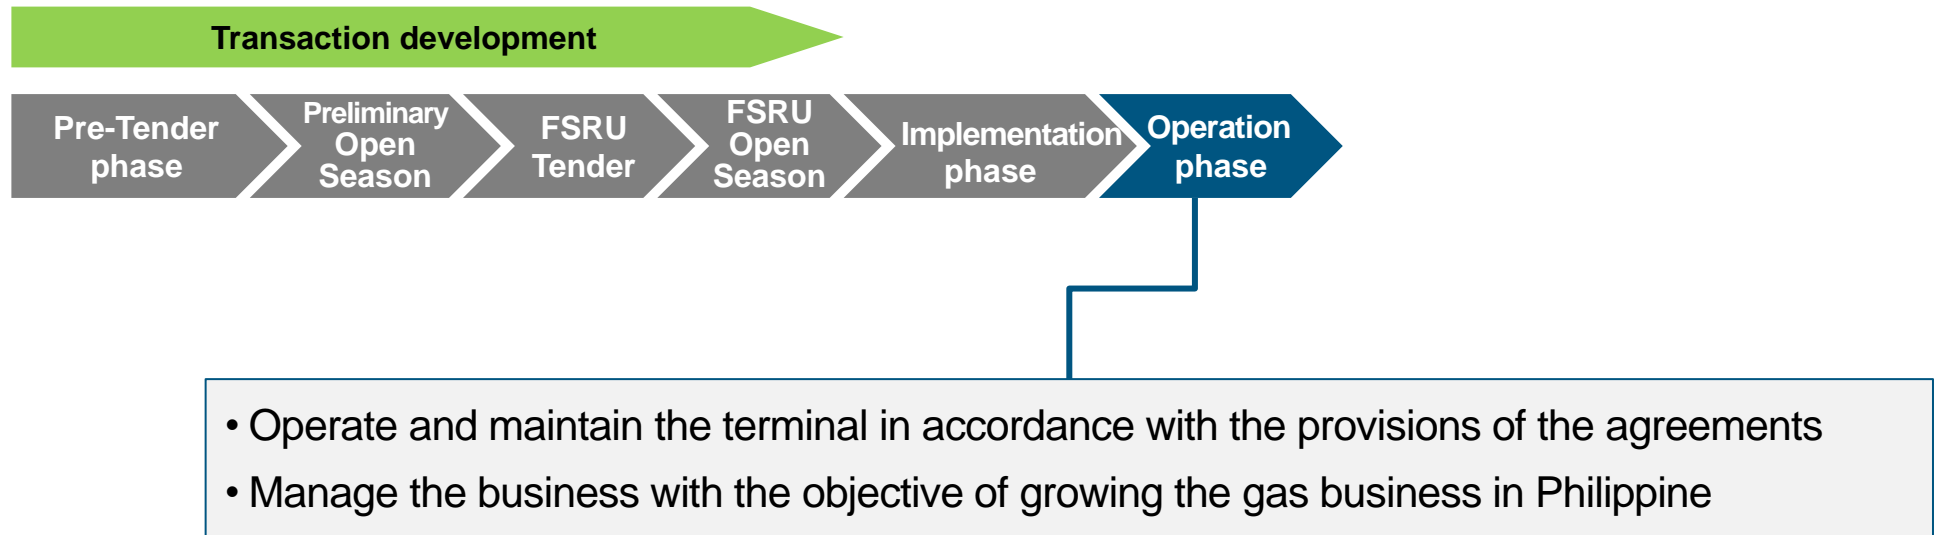 Transaction development
Pre-Tender
phase
Preliminary
Open
Season
FSRU
Tender
FSRU
Open
Season
Implementation
phase
Operation
phase
• Operate and maintain the terminal in accordance with the provisions of the agreements
• Manage the business with the objective of growing the gas business in Philippine